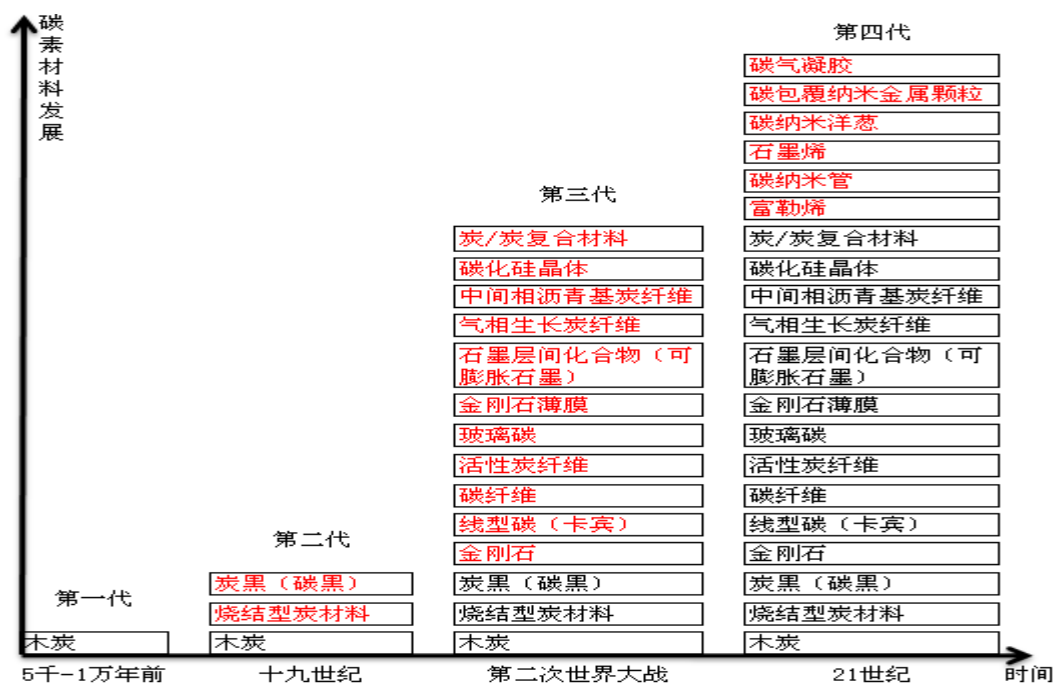 碳
素
材
料
发
展
第四代
碳气凝胶
碳包覆纳米金属颗粒
碳纳米洋葱
石墨烯
碳纳米管
富勒烯
炭/炭复合材料
碳化硅晶体
中间相沥青基炭纤维
气相生长炭纤维
石墨层间化合物（可
膨胀石墨）
金刚石薄膜
玻璃碳
活性炭纤维
碳纤维
线型碳（卡宾）
金刚石
炭黑（碳黑）
烧结型炭材料
木炭
第三代
炭/炭复合材料
碳化硅晶体
中间相沥青基炭纤维
气相生长炭纤维
石墨层间化合物（可
膨胀石墨）
金刚石薄膜
玻璃碳
活性炭纤维
碳纤维
线型碳（卡宾）
金刚石
炭黑（碳黑）
烧结型炭材料
木炭
第二代
炭黑（碳黑）
烧结型炭材料
木炭
第一代
木炭
5千-1万年前
十九世纪
第二次世界大战
21世纪
时间